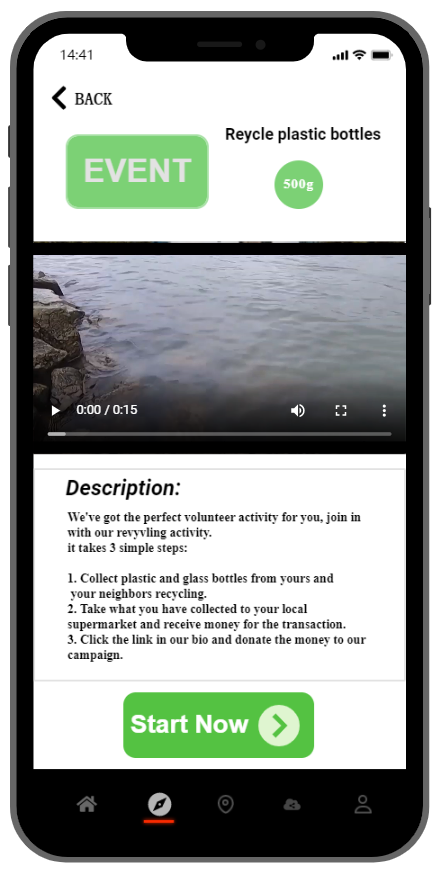 14:41
BACK
Reycle plastic bottles
EVENT
500g
0:00 / 0:15
Description:
We've got the perfect volunteer activity for you, join in
with our revyvling activity.
it takes 3 simple steps:
1. Collect plastic and glass bottles from yours and
your neighbors recycling.
2. Take what you have collected to your local
supermarket and receive money for the transaction.
3. Click the link in our bio and donate the money to our
campaign.
Start Now